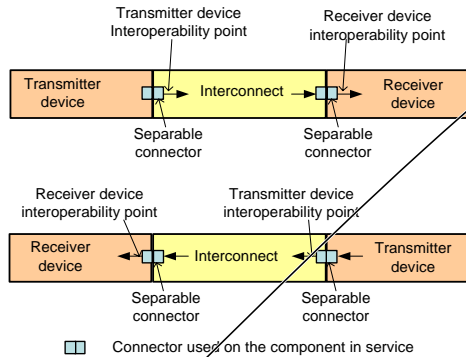 Transmitter device
Interoperability point
Receiver device
interoperability point
Transmitter
device
Interconnect
Receiver
device
Separable
connector
Separable
connector
Receiver device
interoperability point
Transmitter device
interoperability point
Receiver
device
Interconnect
Transmitter
device
Separable
connector
Separable
connector
Connector used on the component in service